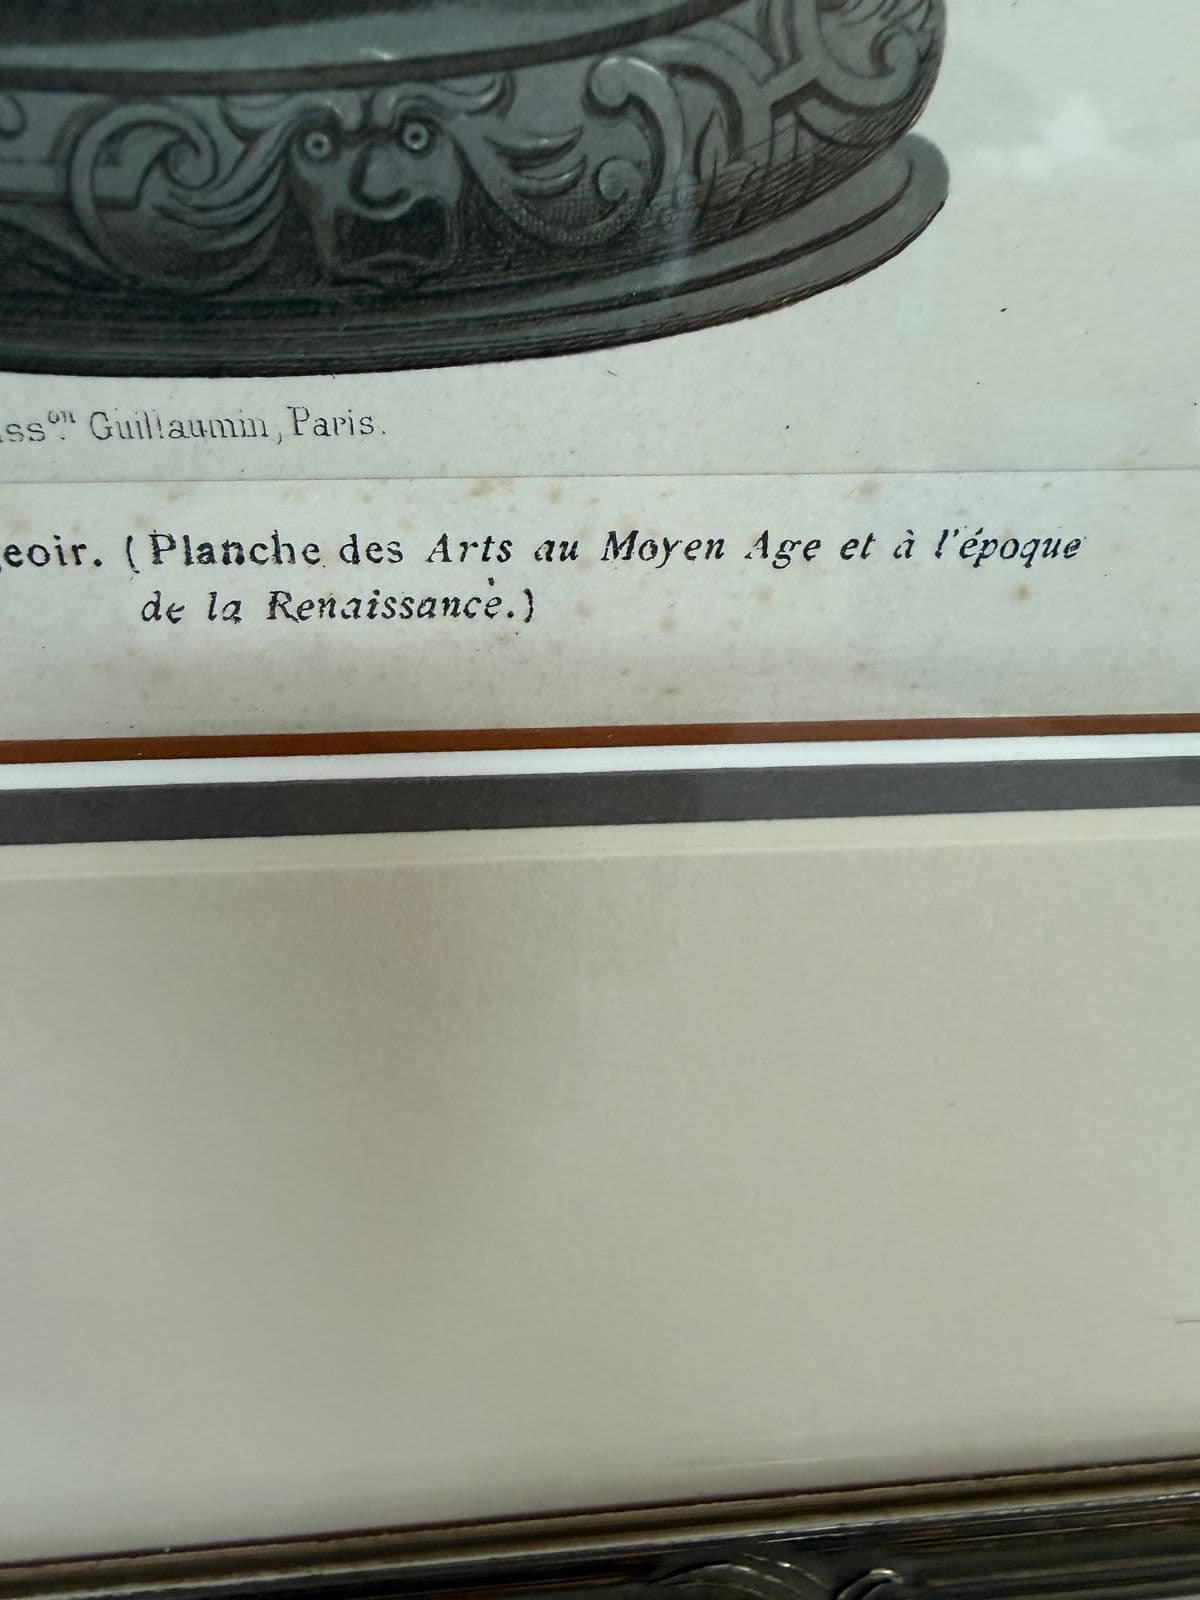 ss.on Guillaumin, Paris.
eoir. (Planche des Arts au Moyen Age et à l'époque
de la Renaissance.)